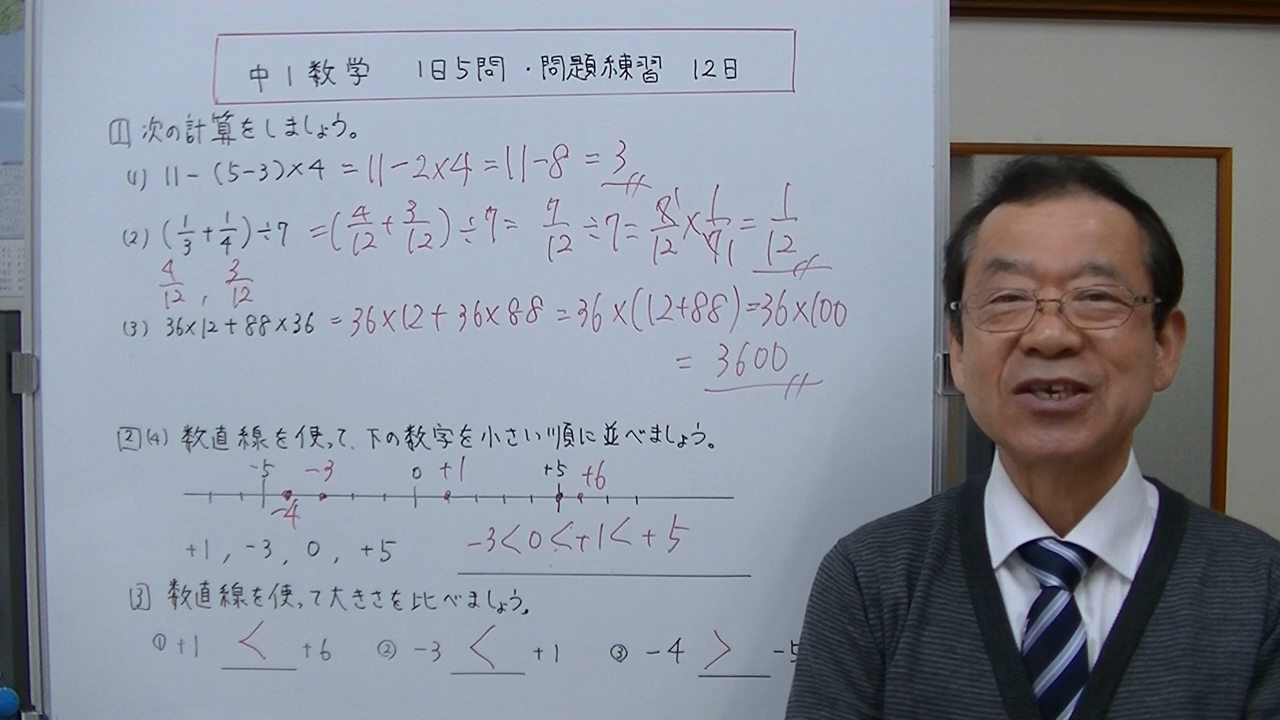 中1数学 1日5問・問題練習 12日
1 次の計算をしましょう。
(1) 11-(5-3)×4 = 11-2×4 = 11-8 = 3
(2) (1/3+1/4)÷7 = (4/12+3/12)÷7 = 7/12÷7 = 7/12×1/7 = 1/12
4/12, 3/12
(3) 36×12+88×36 = 36×12+36×88 = 36×(12+88) = 36×100
= 3600
2 (4) 数直線を使って、下の数字を小さい順に並べましょう。
-5 -3 0 +1 +5 +6
-4
+1, -3, 0, +5 -3<0<+1<+5
3 数直線を使って大きさを比べましょう。
① +1 < +6 ② -3 < +1 ③ -4 > -5